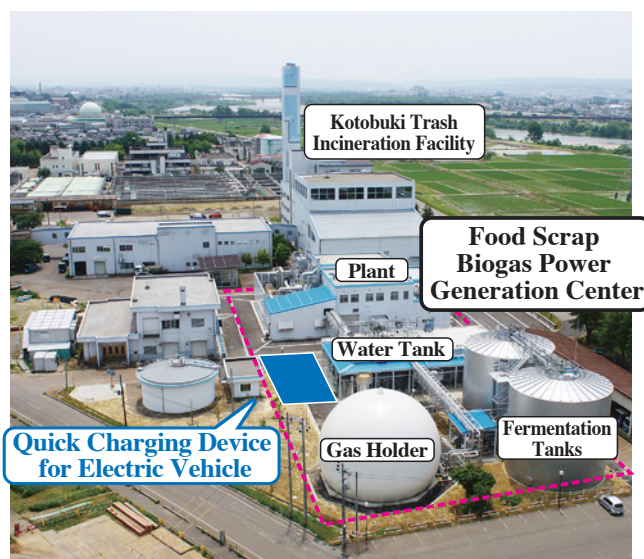 Kotobuki Trash
Incineration Facility
Food Scrap
Biogas Power
Generation Center
Plant
Water Tank
Quick Charging Device
for Electric Vehicle
Gas Holder
Fermentation
Tanks